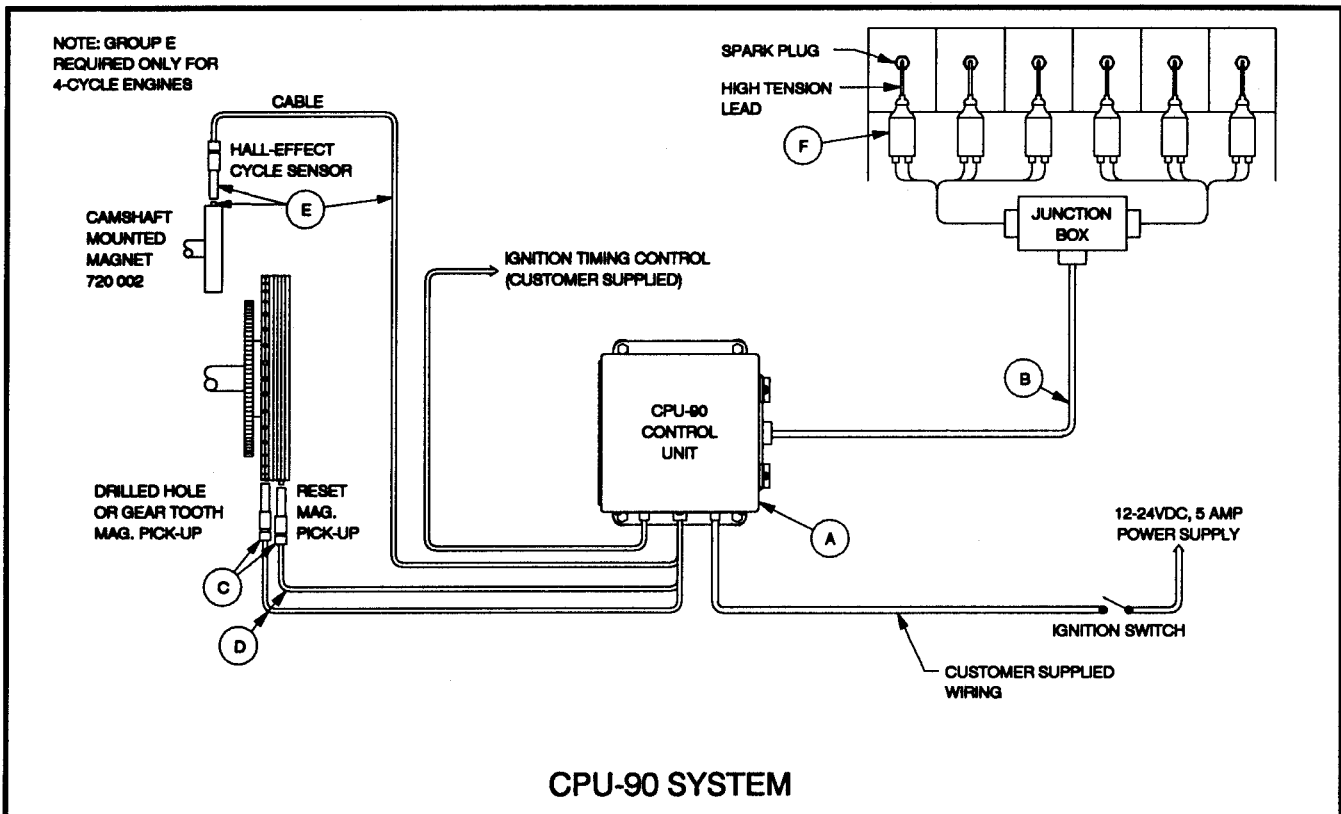 NOTE: GROUP E
REQUIRED ONLY FOR
4-CYCLE ENGINES
CABLE
HALL-EFFECT
CYCLE SENSOR
E
CAMSHAFT
MOUNTED
MAGNET
720 002
SPARK PLUG
HIGH TENSION
LEAD
F
JUNCTION
BOX
IGNITION TIMING CONTROL
(CUSTOMER SUPPLIED)
B
CPU-90
CONTROL
UNIT
A
DRILLED HOLE
OR GEAR TOOTH
MAG. PICK-UP
RESET
MAG.
PICK-UP
C
D
12-24VDC, 5 AMP
POWER SUPPLY
IGNITION SWITCH
CUSTOMER SUPPLIED
WIRING
CPU-90 SYSTEM